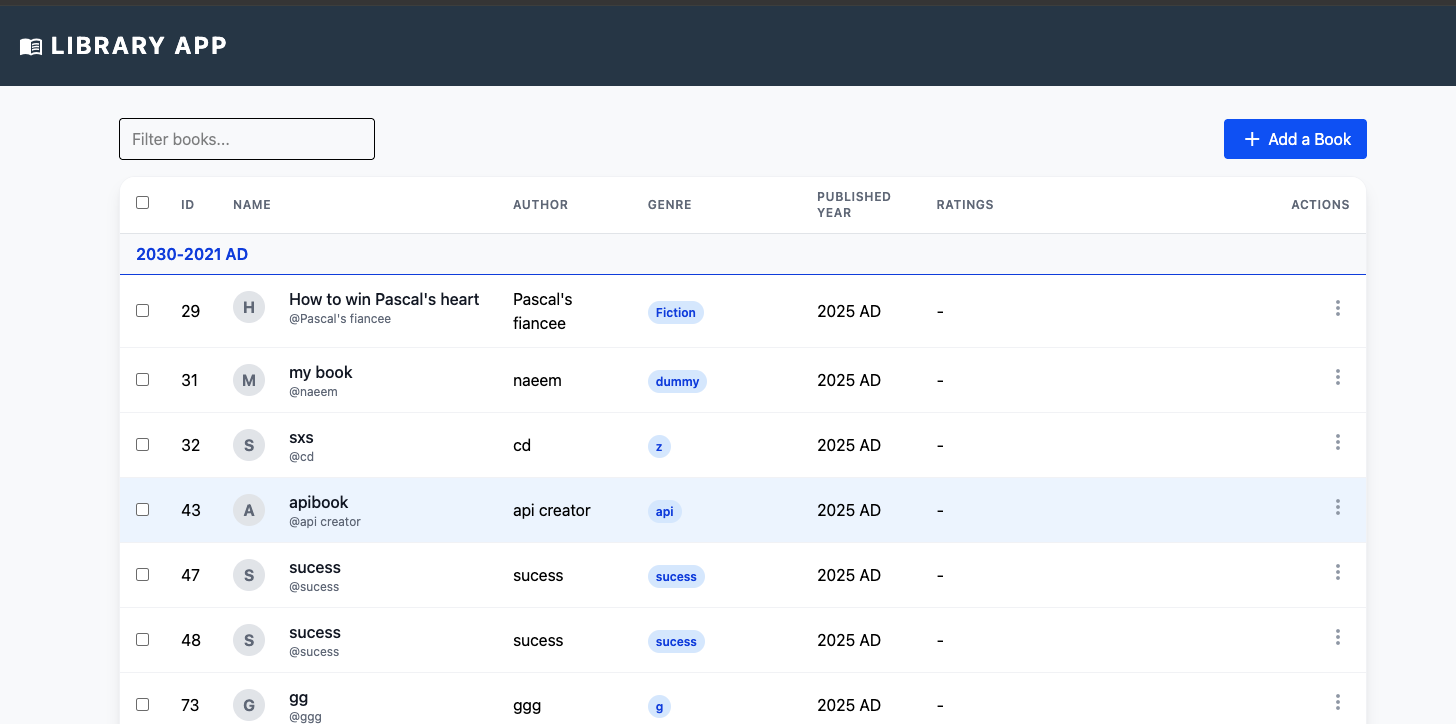 LIBRARY APP
Filter books...
Add a Book
ID NAME AUTHOR GENRE PUBLISHED YEAR RATINGS ACTIONS
2030-2021 AD
29 H How to win Pascal's heart Pascal's fiancee Fiction 2025 AD -
@Pascal's fiancee
31 M my book naeem dummy 2025 AD -
@naeem
32 S sxs cd z 2025 AD -
@cd
43 A apibook api creator api 2025 AD -
@api creator
47 S sucess sucess sucess 2025 AD -
@sucess
48 S sucess sucess sucess 2025 AD -
@sucess
73 G gg ggg g 2025 AD -
@ggg